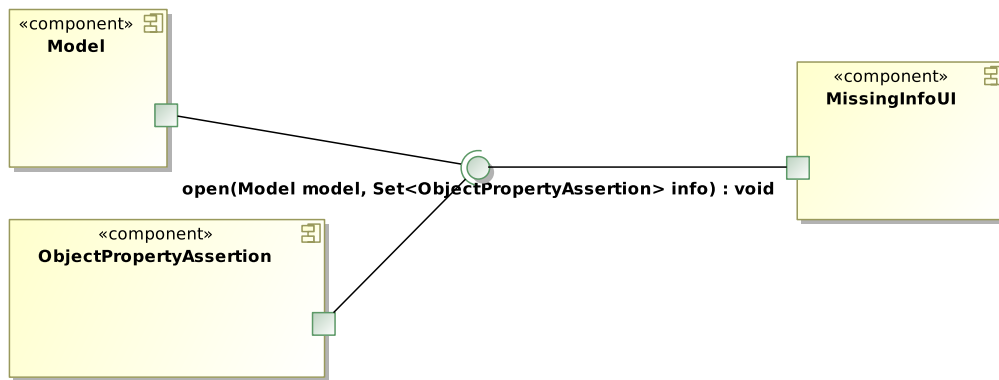 «component»
Model
«component»
MissingInfoUI
open(Model model, Set<ObjectPropertyAssertion> info) : void
«component»
ObjectPropertyAssertion